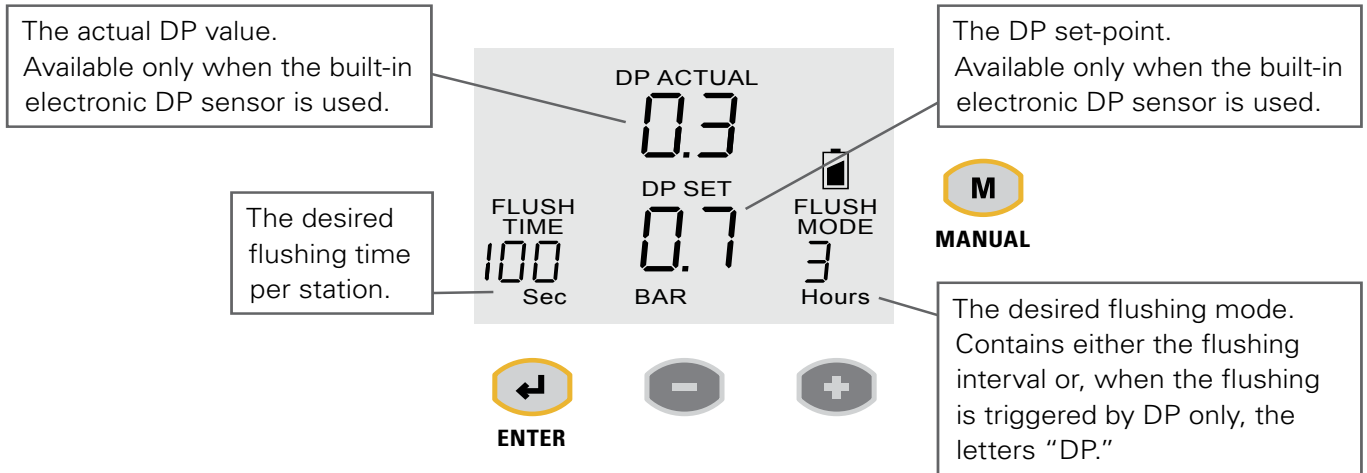 The actual DP value.
Available only when the built-in
electronic DP sensor is used.
The DP set-point.
Available only when the built-in
electronic DP sensor is used.
DP ACTUAL
0.3
DP SET
0.7
BAR
FLUSH
TIME
100
Sec
FLUSH
MODE
3
Hours
The desired
flushing time
per station.
M
MANUAL
The desired flushing mode.
Contains either the flushing
interval or, when the flushing
is triggered by DP only, the
letters “DP.”
ENTER
-
+